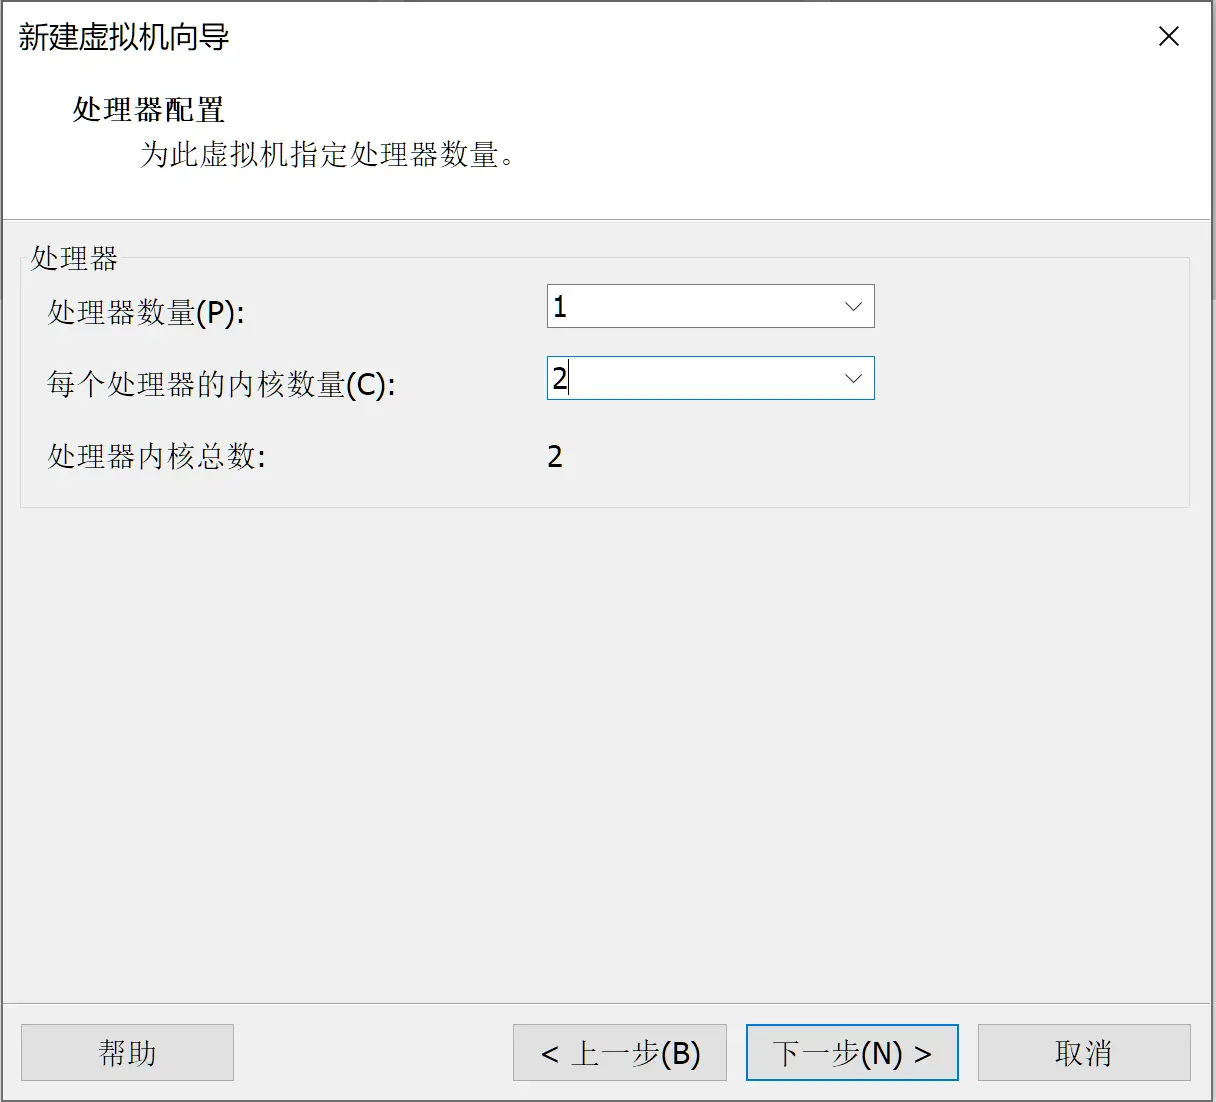 新建虚拟机向导
处理器配置
为此虚拟机指定处理器数量。
处理器
处理器数量(P): 1
每个处理器的内核数量(C): 2
处理器内核总数: 2
帮助 < 上一步(B) 下一步(N) > 取消